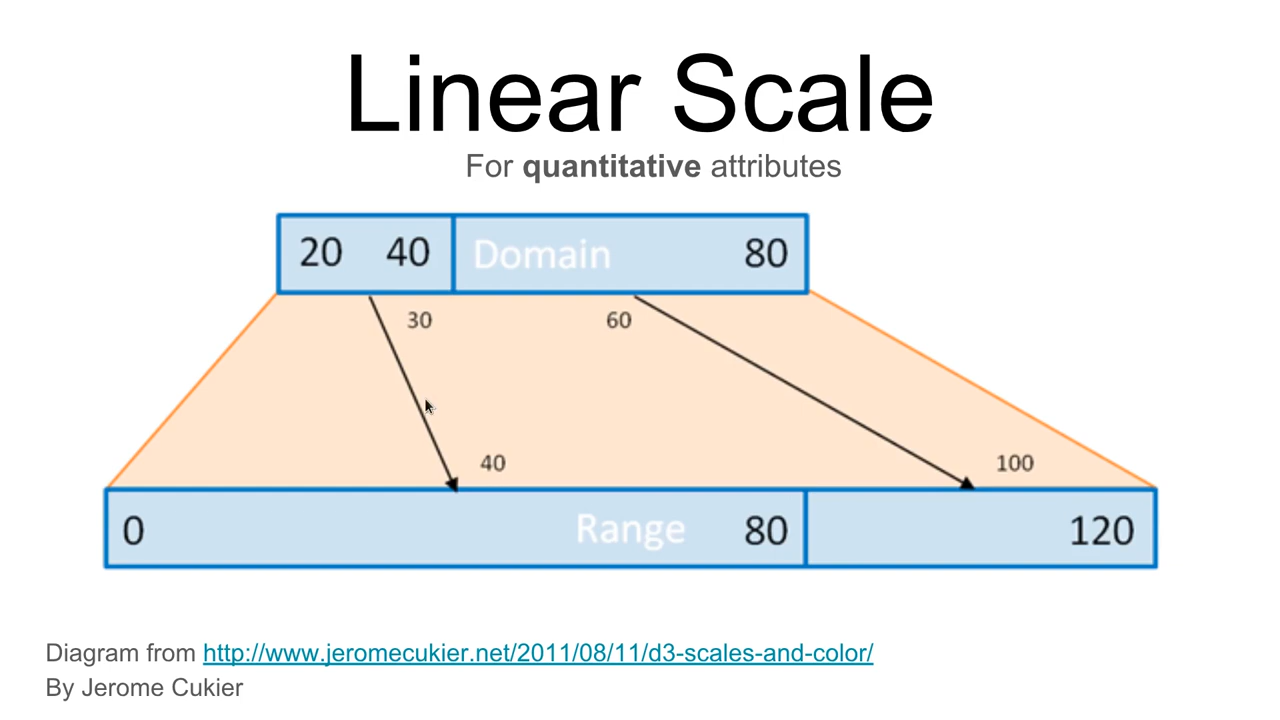 Linear Scale
For quantitative attributes
20 40 Domain 80
30 60
40 100
0 Range 80 120
Diagram from http://www.jeromecukier.net/2011/08/11/d3-scales-and-color/
By Jerome Cukier